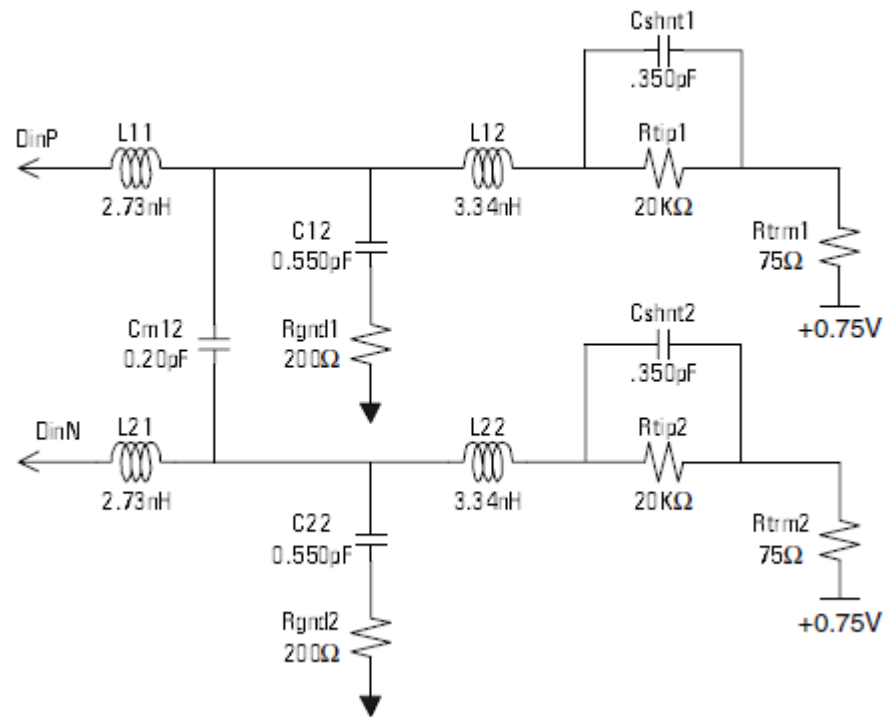 Cshnt1
.350pF
DinP
L11
L12
Rtip1
2.73nH
3.34nH
20KΩ
C12
0.550pF
Rtrm1
75Ω
Cm12
0.20pF
Rgnd1
200Ω
Cshnt2
.350pF
+0.75V
DinN
L21
L22
Rtip2
2.73nH
3.34nH
20KΩ
C22
0.550pF
Rtrm2
75Ω
Rgnd2
200Ω
+0.75V